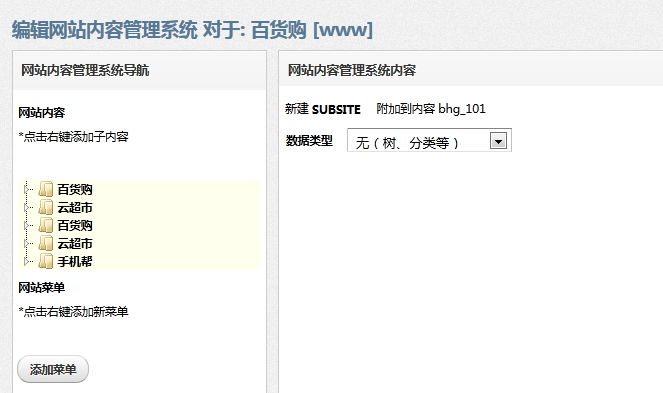 编辑网站内容管理系统 对于: 百货购 [www]
网站内容管理系统导航
网站内容
*点击右键添加子内容
百货购
云超市
百货购
云超市
手机帮
网站菜单
*点击右键添加新菜单
添加菜单
网站内容管理系统内容
新建 SUBSITE 附加到内容 bhg_101
数据类型 无（树、分类等）